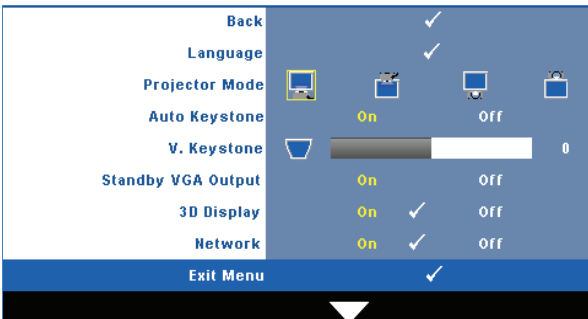 Back
Language
Projector Mode
Auto Keystone On Off
V. Keystone 0
Standby VGA Output On Off
3D Display On Off
Network On Off
Exit Menu